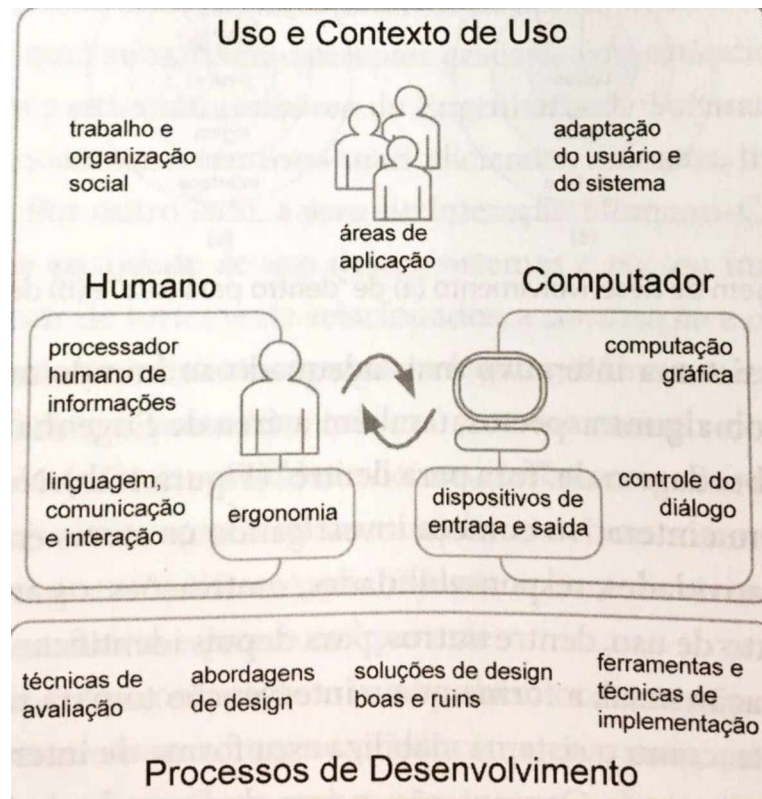 Uso e Contexto de Uso
trabalho e
organização
social
adaptação
do usuário e
do sistema
áreas de
aplicação
Humano
Computador
processador
humano de
informações
computação
gráfica
linguagem,
comunicação
e interação
ergonomia
dispositivos de
entrada e saída
controle do
diálogo
técnicas de
avaliação
abordagens
de design
soluções de design
boas e ruins
ferramentas e
técnicas de
implementação
Processos de Desenvolvimento